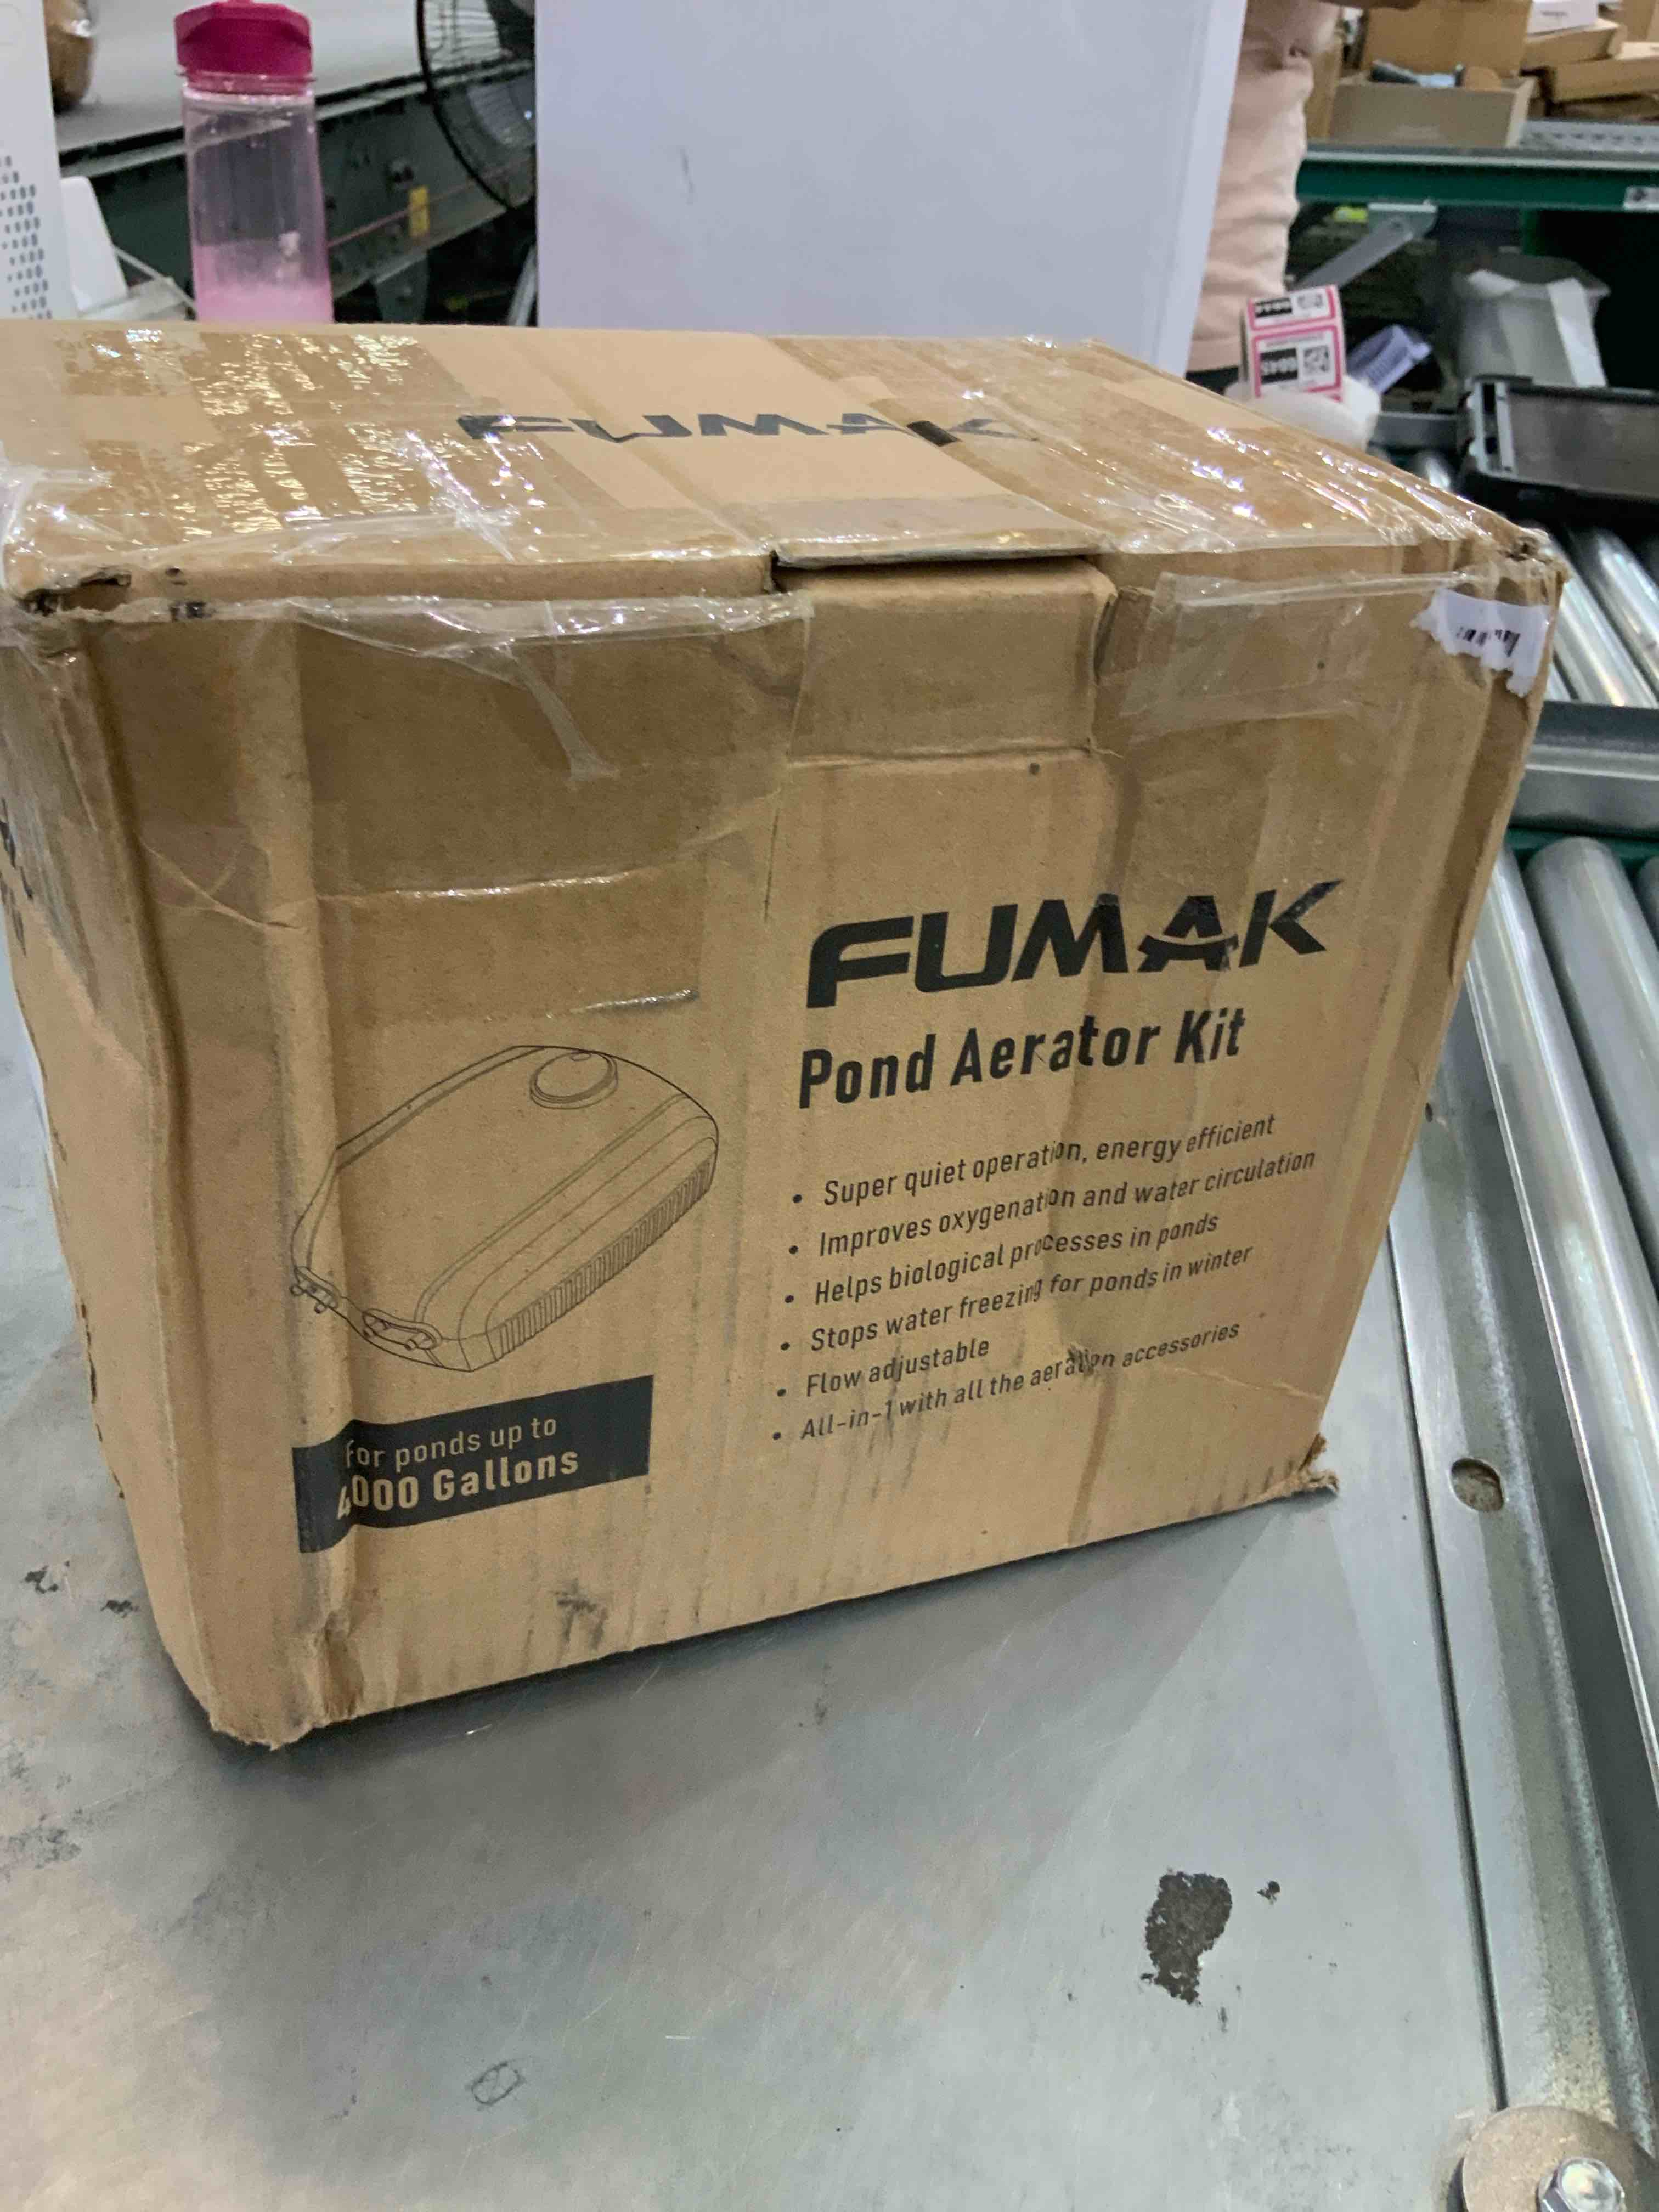 FUMAK
FUMAK
Pond Aerator Kit
• Super quiet operation, energy efficient
• Improves oxygenation and water circulation
• Helps biological processes in ponds
• Stops water freezing for ponds in winter
• Flow adjustable
• All-in-1 with all the aeration accessories
For ponds up to
4000 Gallons